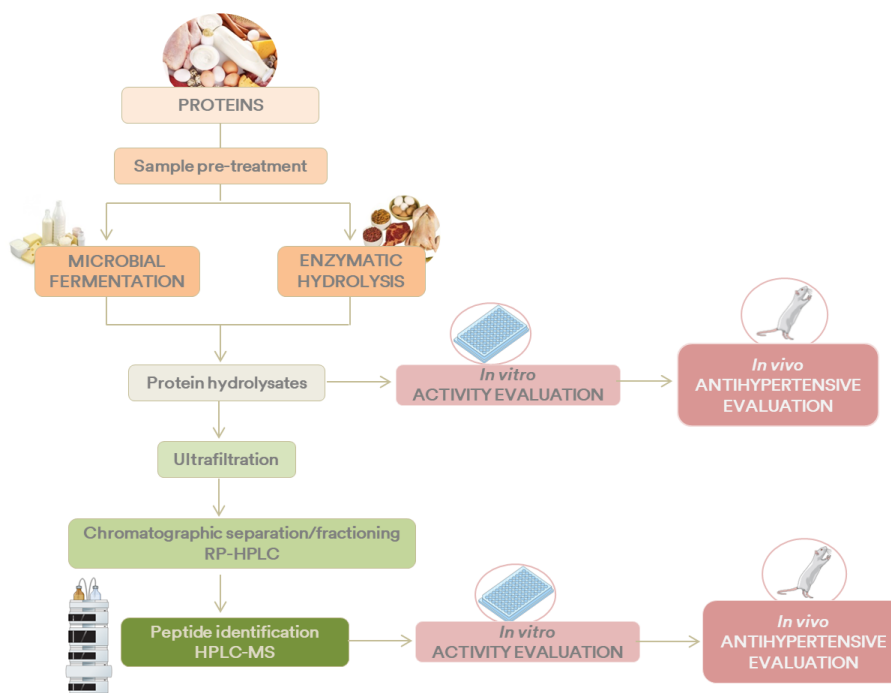 PROTEINS
Sample pre-treatment
MICROBIAL
FERMENTATION
ENZYMATIC
HYDROLYSIS
Protein hydrolysates
In vitro
ACTIVITY EVALUATION
In vivo
ANTIHYPERTENSIVE
EVALUATION
Ultrafiltration
Chromatographic separation/fractioning
RP-HPLC
Peptide identification
HPLC-MS
In vitro
ACTIVITY EVALUATION
In vivo
ANTIHYPERTENSIVE
EVALUATION